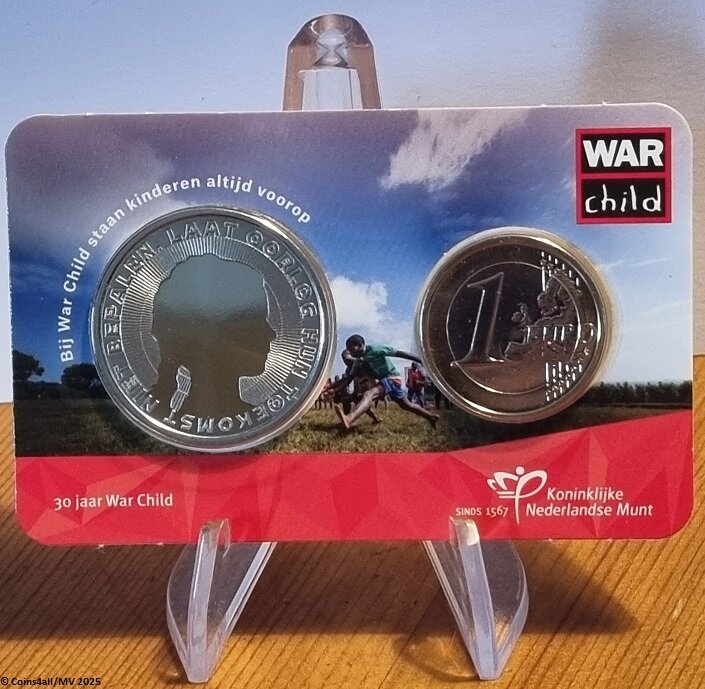 Bij War Child staan kinderen altijd voorop
WAR
child
LAAT OORLOG HUN TOEKOMST NIET BEPALEN.
1
30 jaar War Child
SINDS 1567
Koninklijke
Nederlandse Munt
© Coins4all/MV 2025